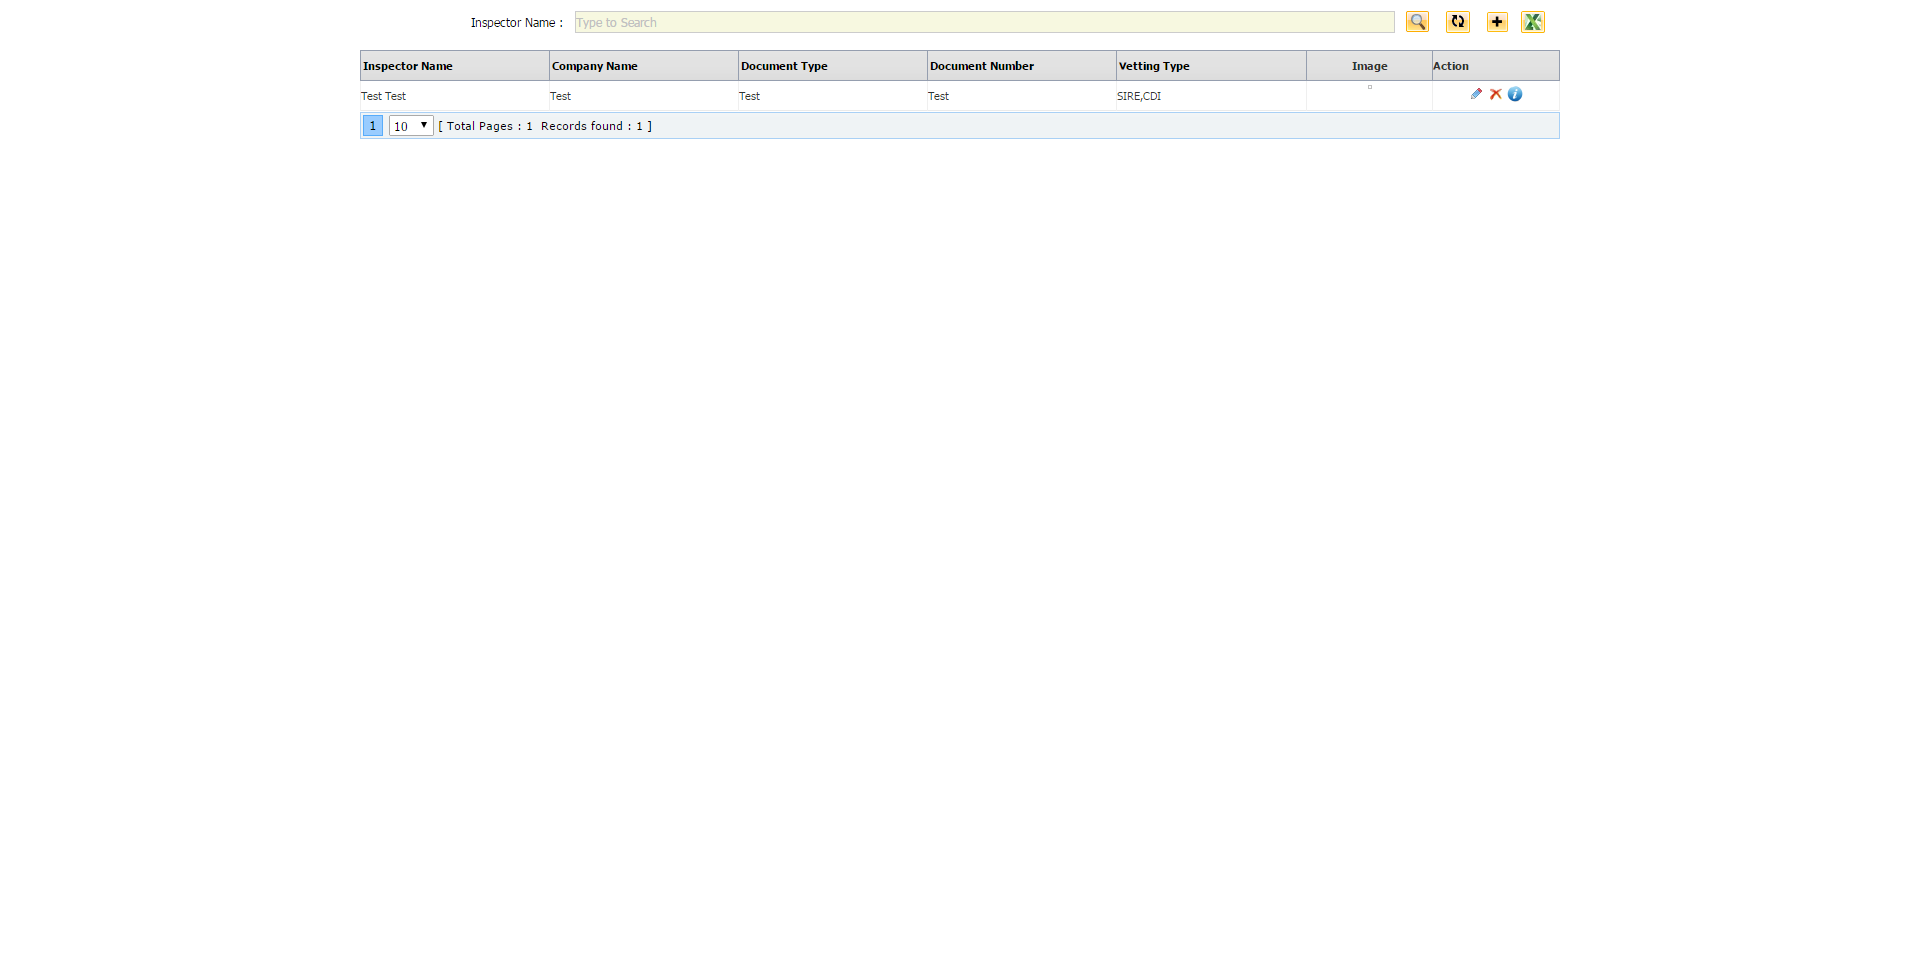 Inspector Name : Type to Search
Inspector Name Company Name Document Type Document Number Vetting Type Image Action
Test Test Test Test Test SIRE,CDI
1 10 [ Total Pages : 1 Records found : 1 ]